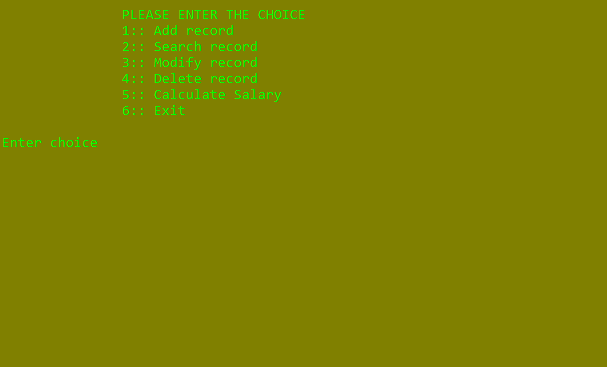 PLEASE ENTER THE CHOICE
1:: Add record
2:: Search record
3:: Modify record
4:: Delete record
5:: Calculate Salary
6:: Exit
Enter choice